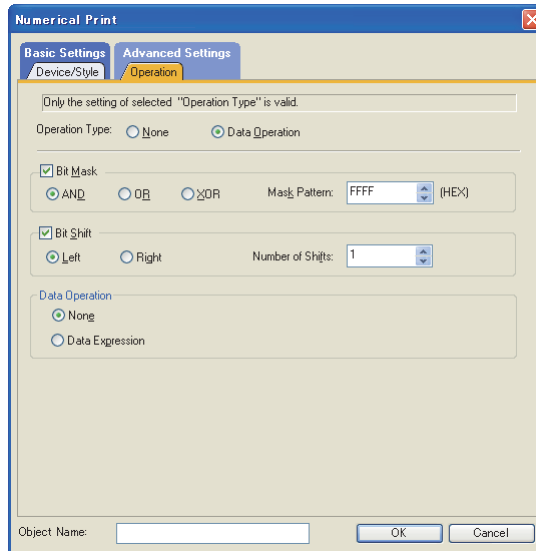 Numerical Print
Basic Settings Advanced Settings
Device/Style Operation
Only the setting of selected "Operation Type" is valid.
Operation Type: None Data Operation
Bit Mask
AND OR XOR Mask Pattern: FFFF (HEX)
Bit Shift
Left Right Number of Shifts: 1
Data Operation
None
Data Expression
Object Name: OK Cancel